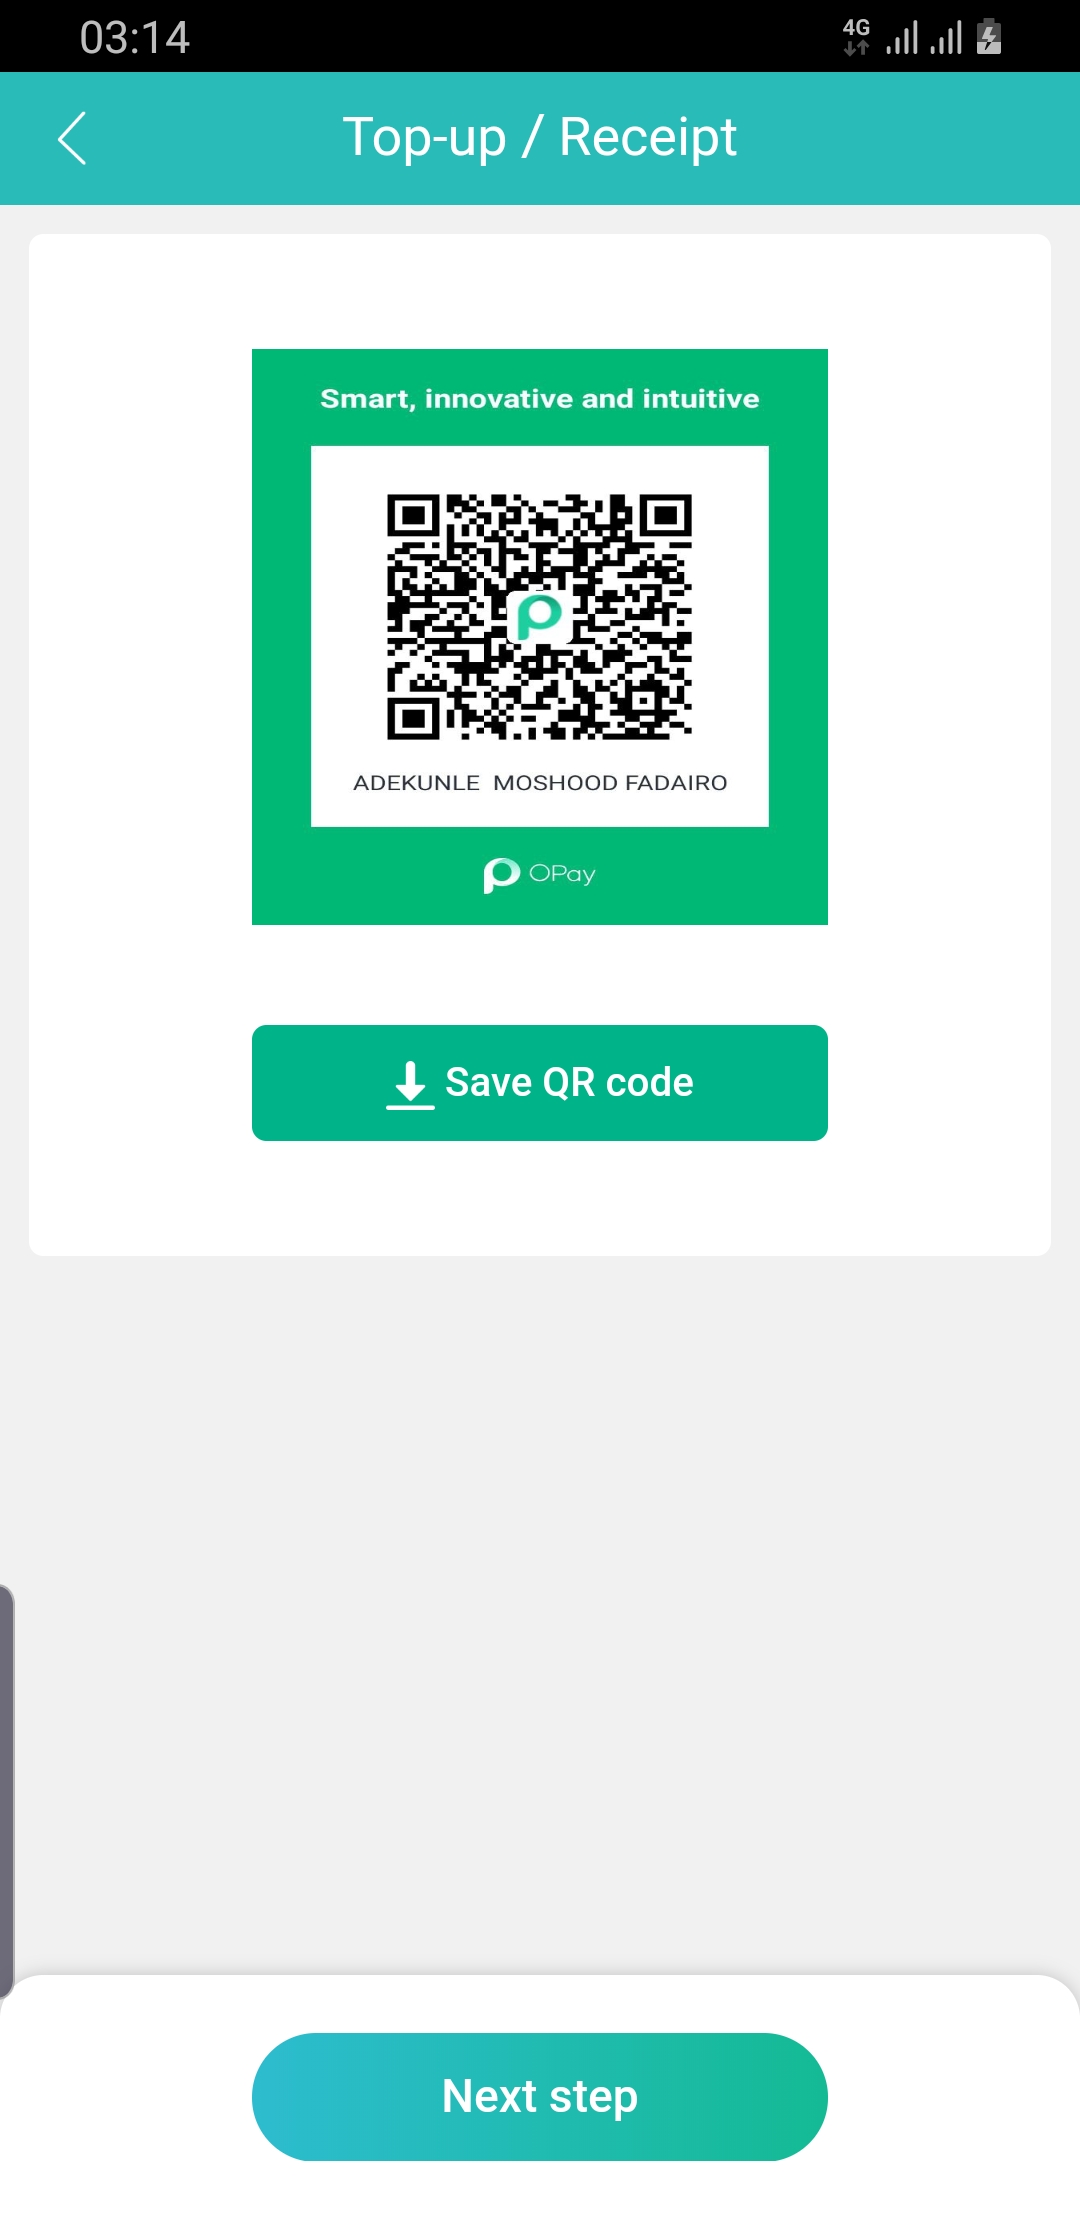 03:14
4G
Top-up / Receipt
Smart, innovative and intuitive
ADEKUNLE MOSHOOD FADAIRO
OPay
Save QR code
Next step